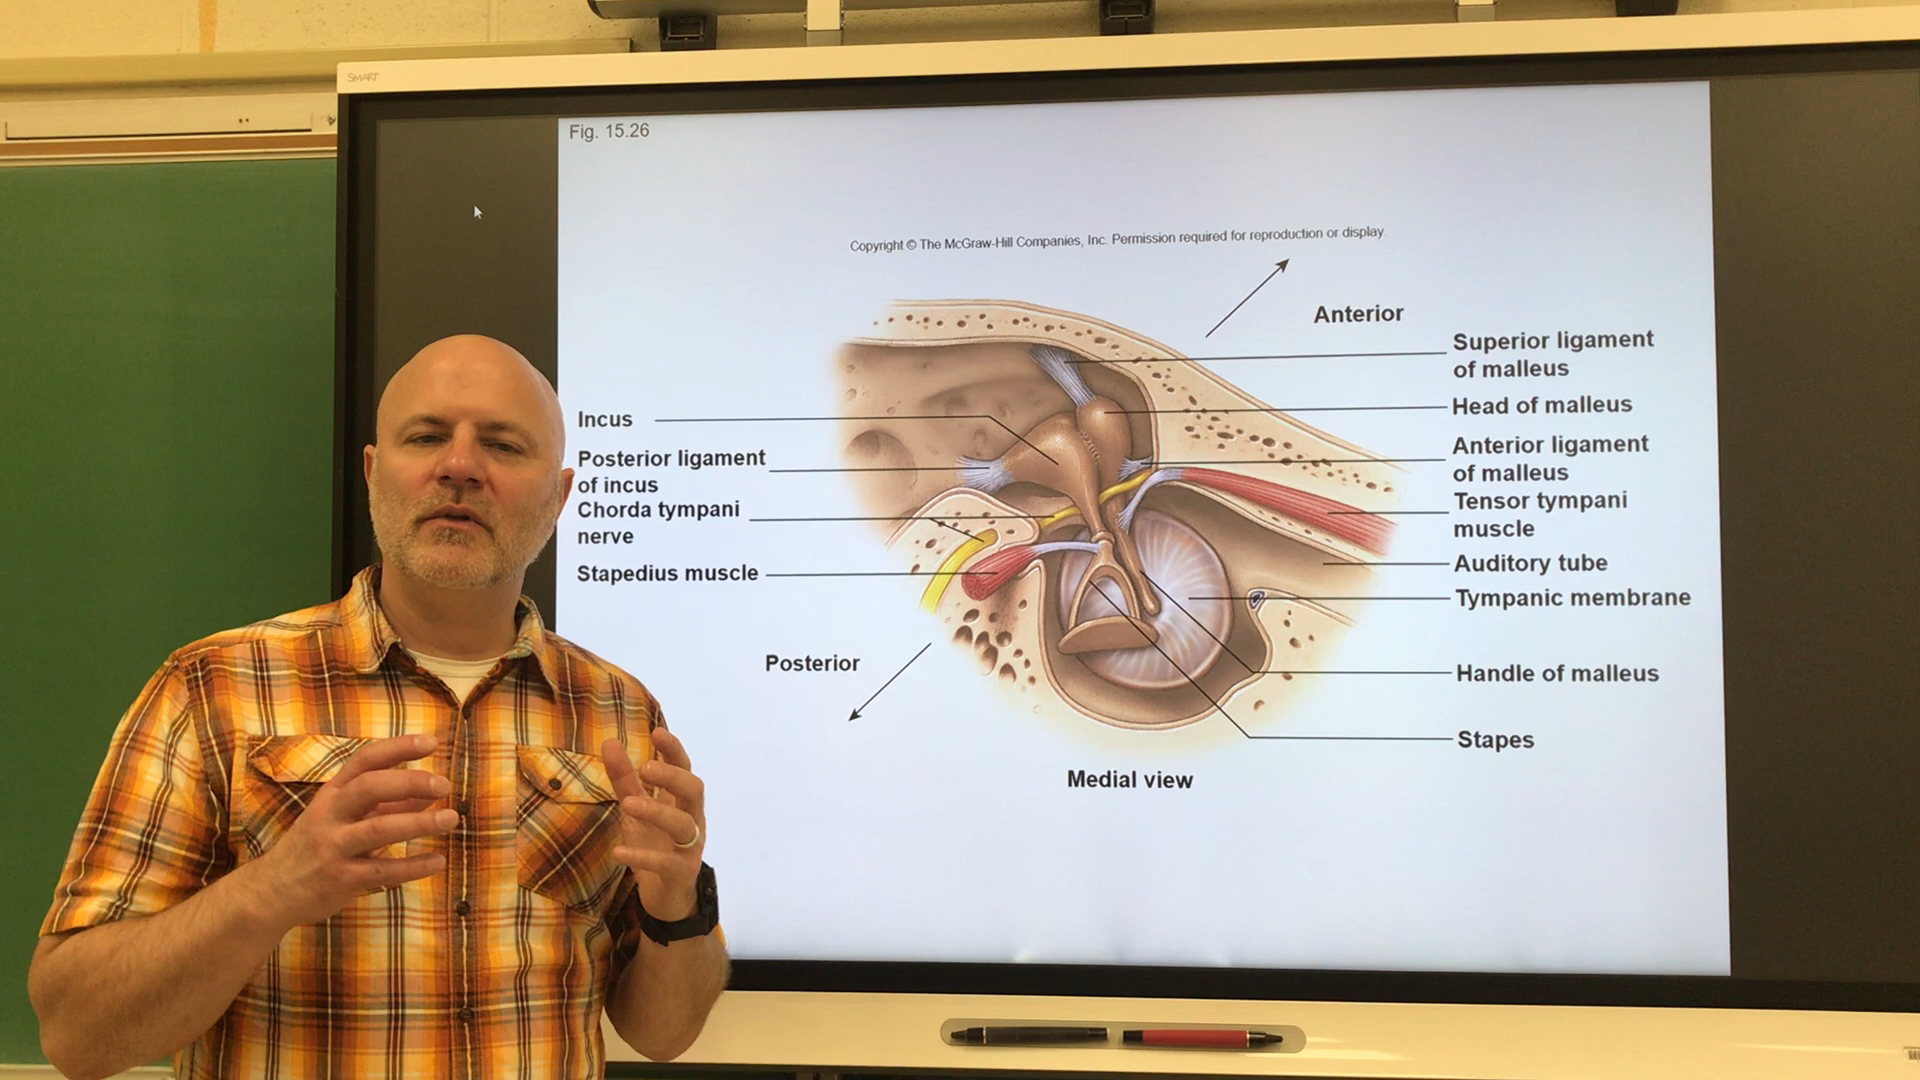 SMART
Fig. 15.26
Copyright © The McGraw-Hill Companies, Inc. Permission required for reproduction or display.
Anterior
Superior ligament
of malleus
Head of malleus
Anterior ligament
of malleus
Tensor tympani
muscle
Auditory tube
Tympanic membrane
Handle of malleus
Stapes
Incus
Posterior ligament
of incus
Chorda tympani
nerve
Stapedius muscle
Posterior
Medial view